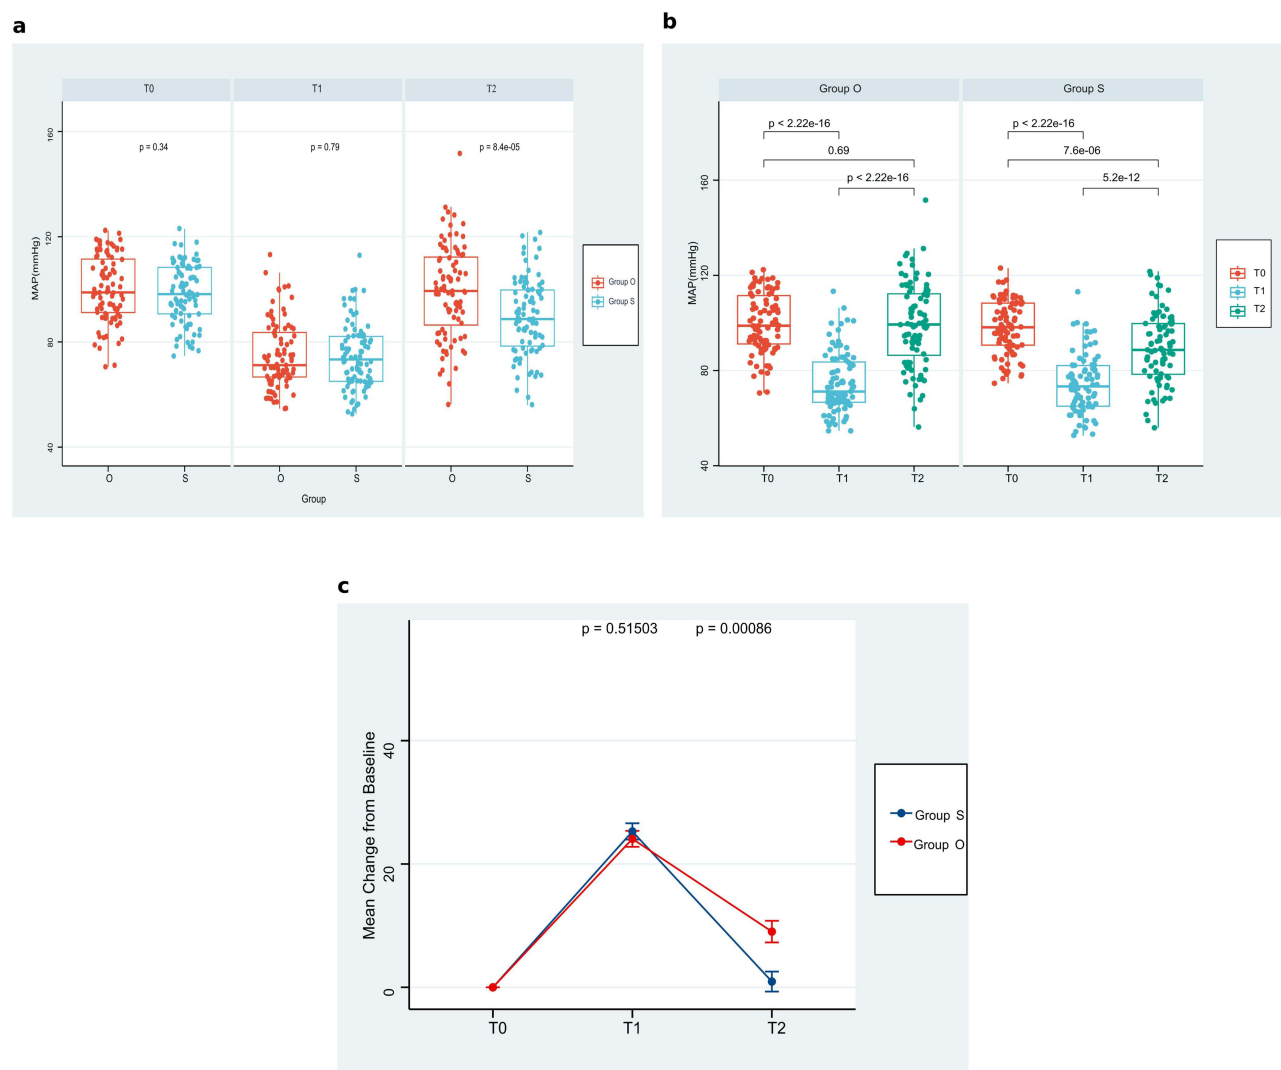 a
T0
T1
T2
p = 0.34
p = 0.79
p = 8.4e-05
160
120
80
40
MAP(mmHg)
O
S
O
S
O
S
Group
Group O
Group S
b
Group O
Group S
p < 2.22e-16
0.69
p < 2.22e-16
p < 2.22e-16
7.6e-06
5.2e-12
160
120
80
40
MAP(mmHg)
T0
T1
T2
T0
T1
T2
T0
T1
T2
c
p = 0.51503
p = 0.00086
40
20
0
Mean Change from Baseline
T0
T1
T2
Group S
Group O